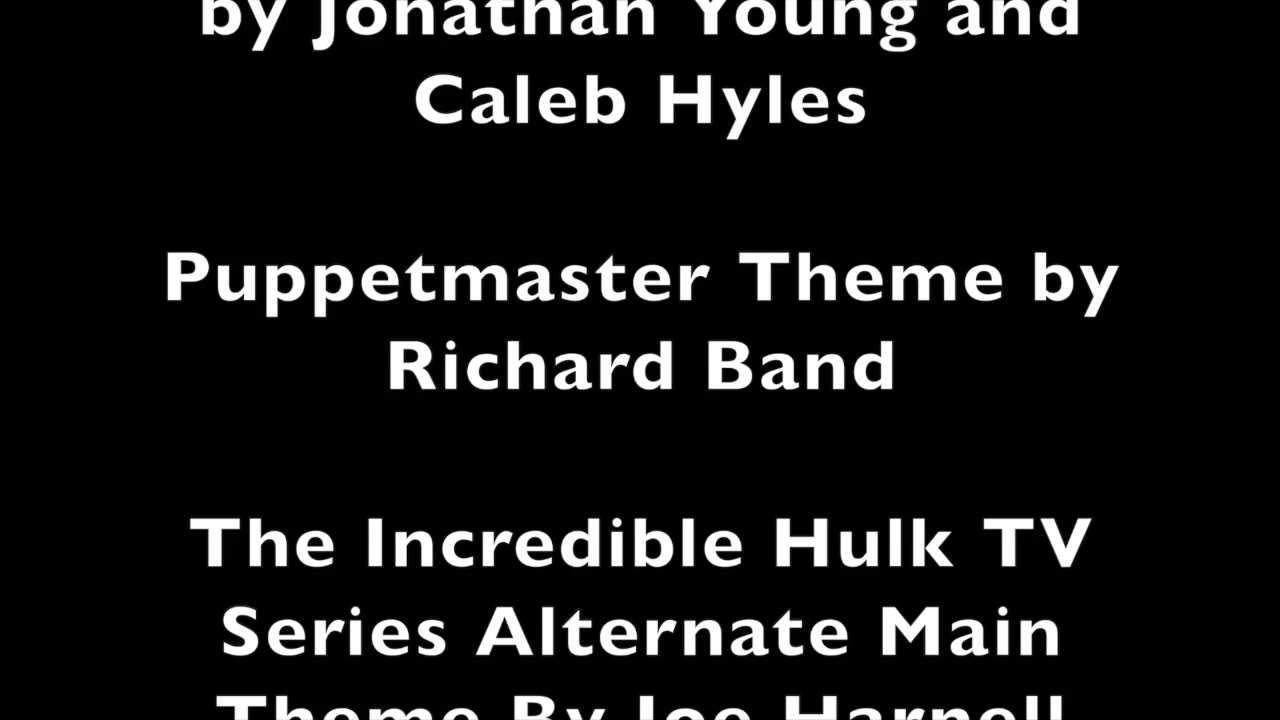 by Jonathan Young and
Caleb Hyles
Puppetmaster Theme by
Richard Band
The Incredible Hulk TV
Series Alternate Main
Theme By Joe Harnell